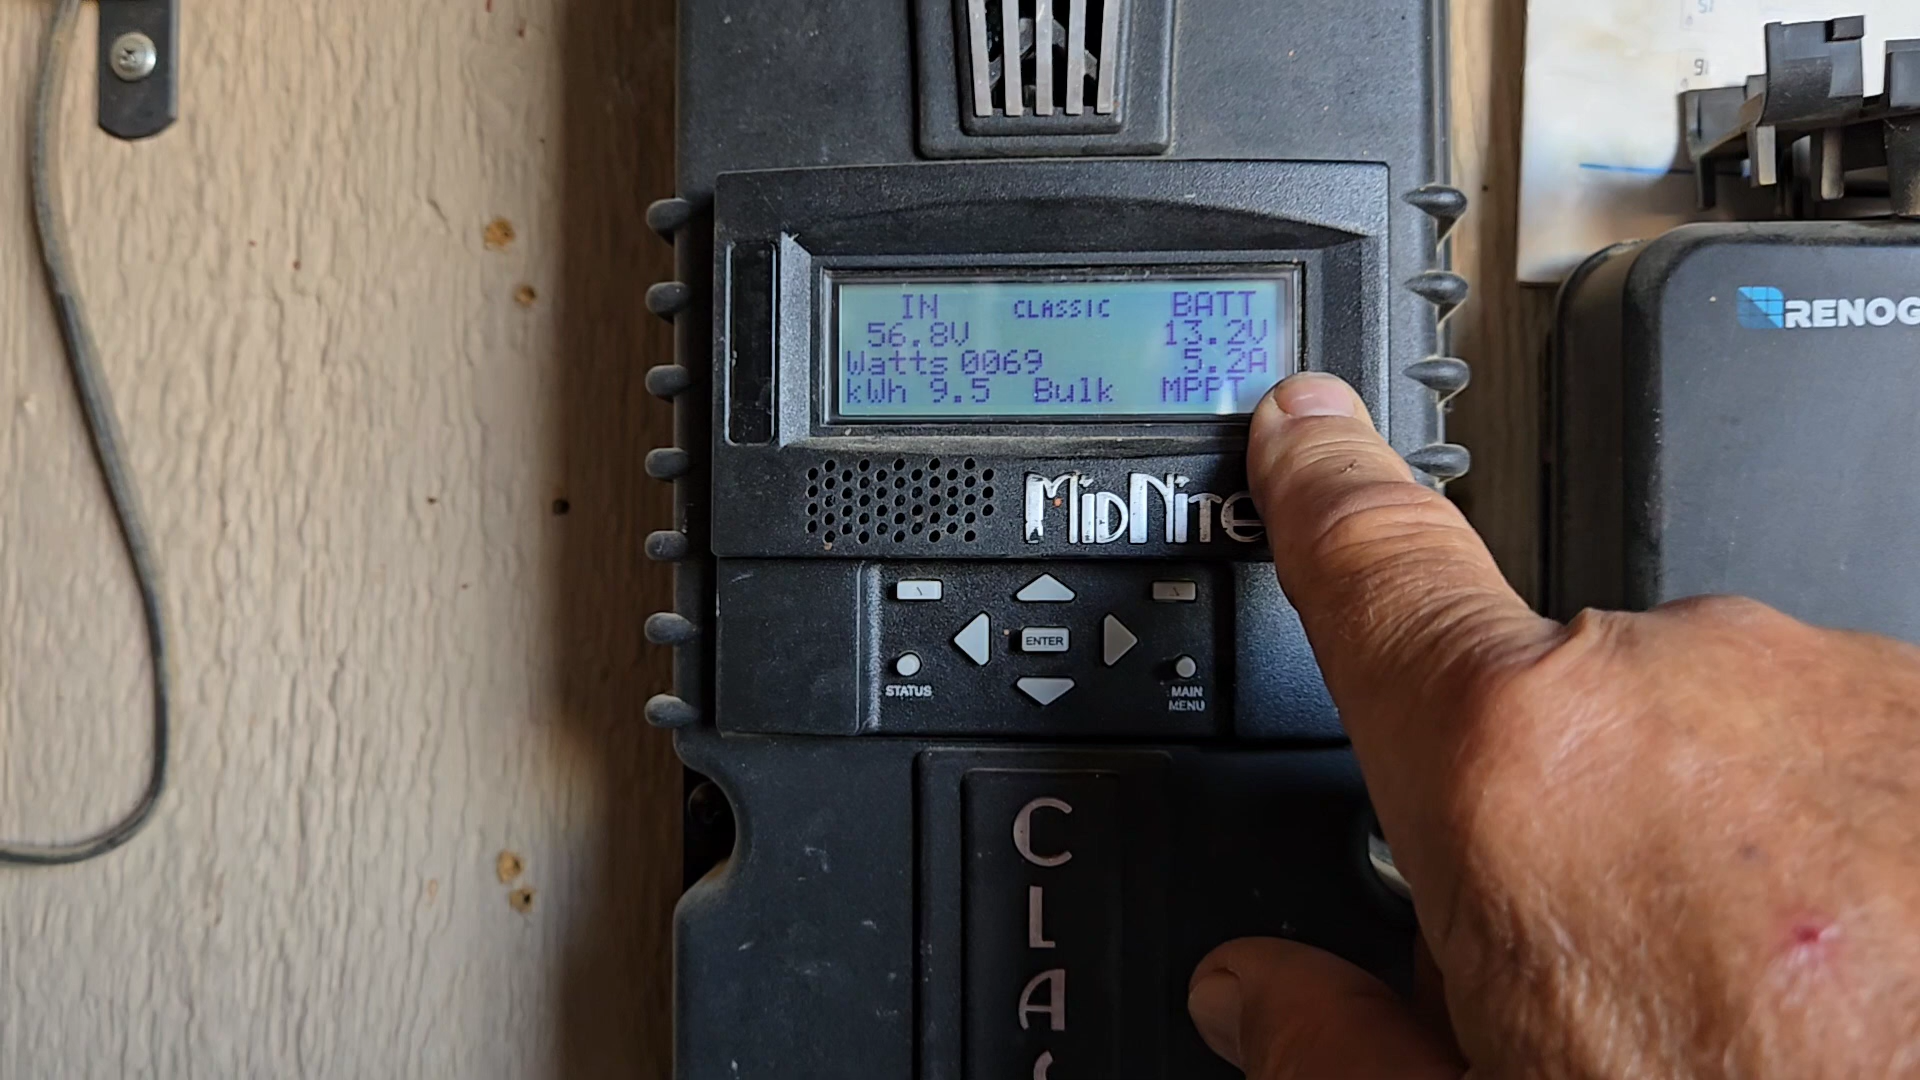 IN CLASSIC BATT
56.8V 13.2V
Watts 0069 5.2A
kWh 9.5 Bulk MPPT
RENOG
MIDNITE
ENTER
STATUS
MAIN
MENU
CLA